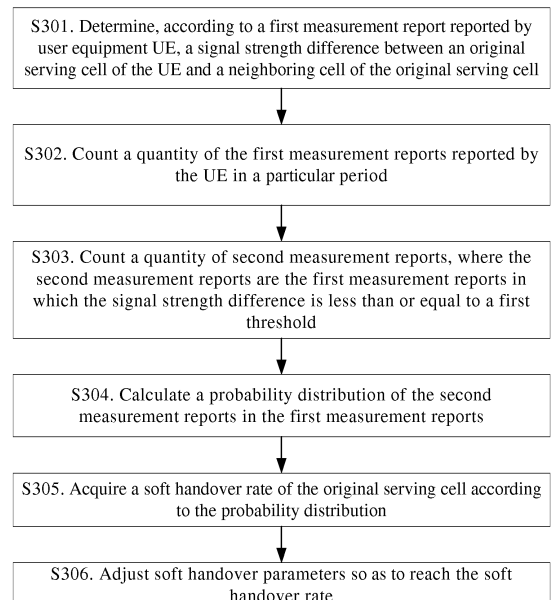 S301. Determine, according to a first measurement report reported by
user equipment UE, a signal strength difference between an original
serving cell of the UE and a neighboring cell of the original serving cell
S302. Count a quantity of the first measurement reports reported by
the UE in a particular period
S303. Count a quantity of second measurement reports, where the
second measurement reports are the first measurement reports in
which the signal strength difference is less than or equal to a first
threshold
S304. Calculate a probability distribution of the second
measurement reports in the first measurement reports
S305. Acquire a soft handover rate of the original serving cell according
to the probability distribution
S306. Adjust soft handover parameters so as to reach the soft
handover rate